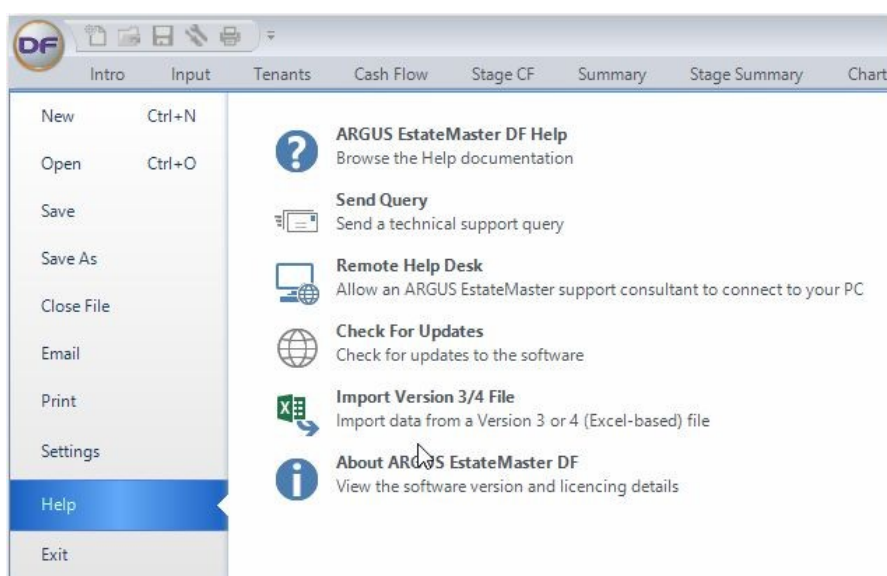 DF
Intro Input Tenants Cash Flow Stage CF Summary Stage Summary Chart
New Ctrl+N
Open Ctrl+O
Save
Save As
Close File
Email
Print
Settings
Help
Exit
ARGUS EstateMaster DF Help
Browse the Help documentation
Send Query
Send a technical support query
Remote Help Desk
Allow an ARGUS EstateMaster support consultant to connect to your PC
Check For Updates
Check for updates to the software
Import Version 3/4 File
Import data from a Version 3 or 4 (Excel-based) file
About ARGUS EstateMaster DF
View the software version and licencing details